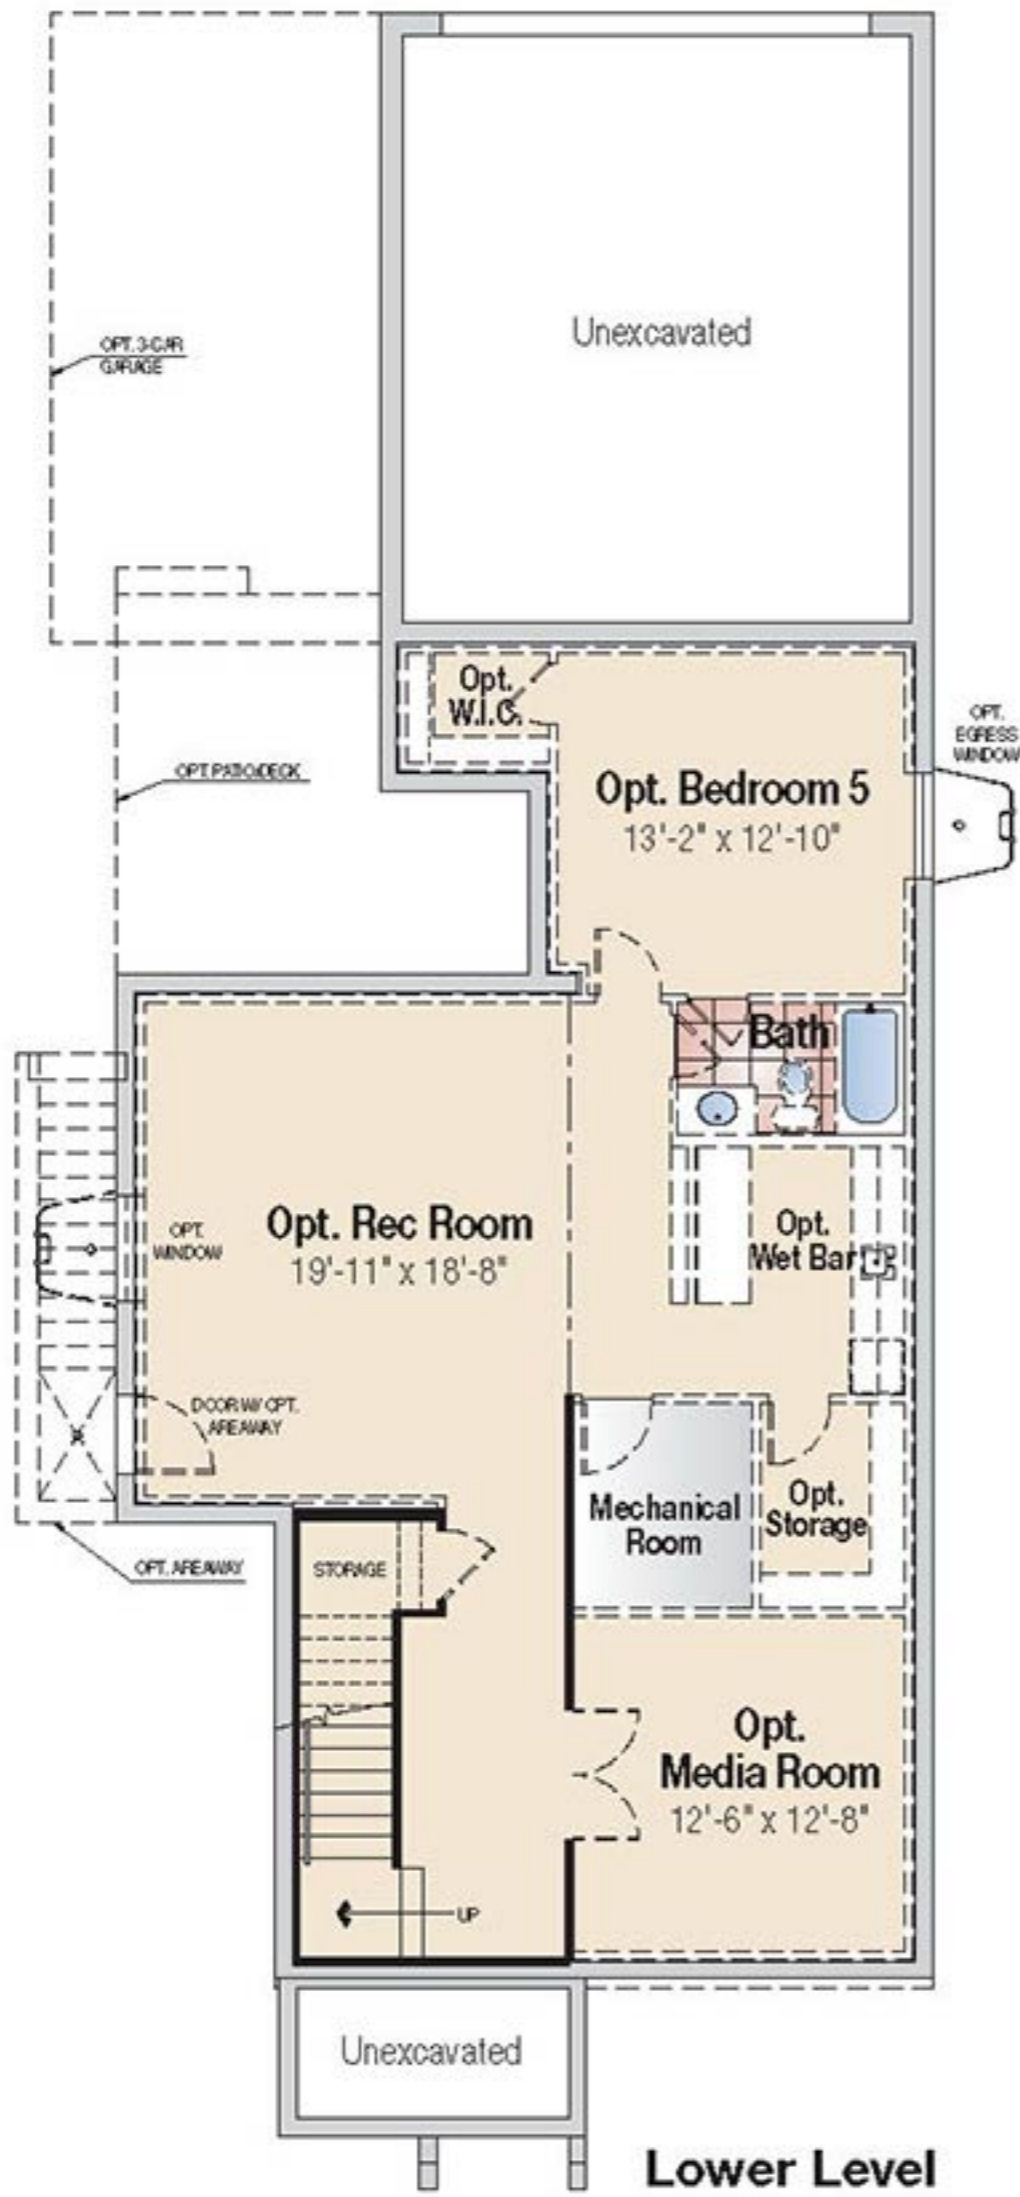 Unexcavated
OPT. 3-CAR
GARAGE
Opt.
W.I.C.
OPT.
EGRESS
WINDOW
OPT. PATIO/DECK
Opt. Bedroom 5
13'-2" x 12'-10"
Bath
Opt. Rec Room
19'-11" x 18'-8"
OPT.
WINDOW
Opt.
Wet Bar
DOOR W/ OPT.
AREAWAY
Mechanical
Room
Opt.
Storage
OPT. AREAWAY
STORAGE
Opt.
Media Room
12'-6" x 12'-8"
UP
Unexcavated
Lower Level